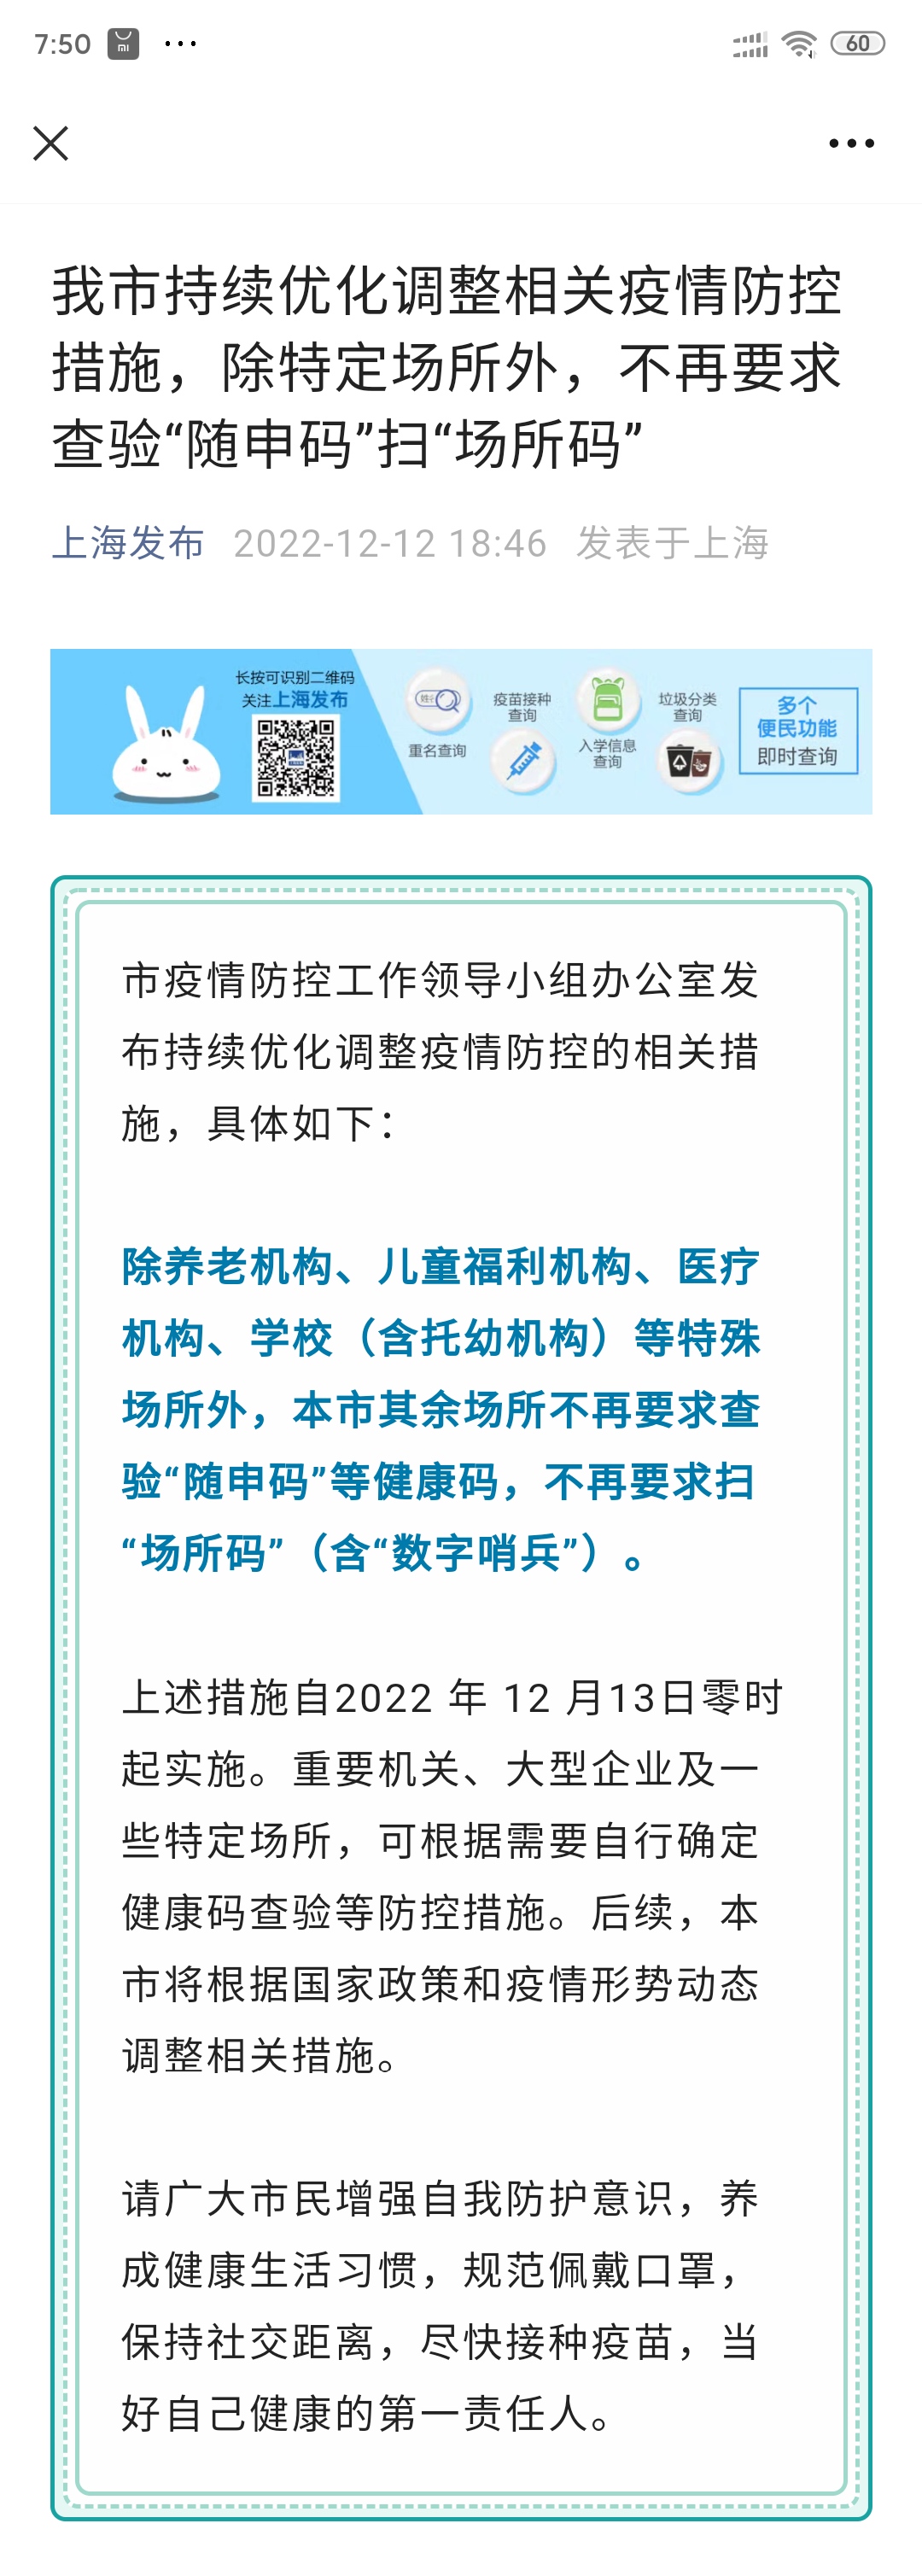 7:50
60
我市持续优化调整相关疫情防控
措施，除特定场所外，不再要求
查验“随申码”扫“场所码”
上海发布 2022-12-12 18:46 发表于上海
长按可识别二维码
关注上海发布
重名查询
疫苗接种
查询
入学信息
查询
垃圾分类
查询
多个
便民功能
即时查询
市疫情防控工作领导小组办公室发
布持续优化调整疫情防控的相关措
施，具体如下：
除养老机构、儿童福利机构、医疗
机构、学校（含托幼机构）等特殊
场所外，本市其余场所不再要求查
验“随申码”等健康码，不再要求扫
“场所码”（含“数字哨兵”）。
上述措施自2022 年 12 月13日零时
起实施。重要机关、大型企业及一
些特定场所，可根据需要自行确定
健康码查验等防控措施。后续，本
市将根据国家政策和疫情形势动态
调整相关措施。
请广大市民增强自我防护意识，养
成健康生活习惯，规范佩戴口罩，
保持社交距离，尽快接种疫苗，当
好自己健康的第一责任人。